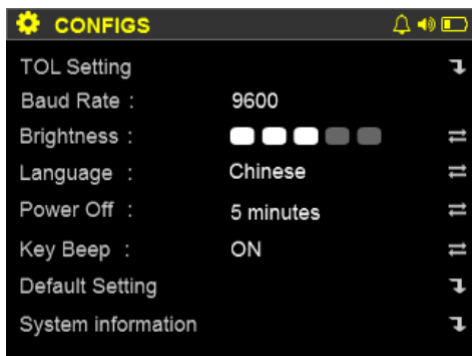 CONFIGS
TOL Setting
Baud Rate : 9600
Brightness :
Language : Chinese
Power Off : 5 minutes
Key Beep : ON
Default Setting
System information